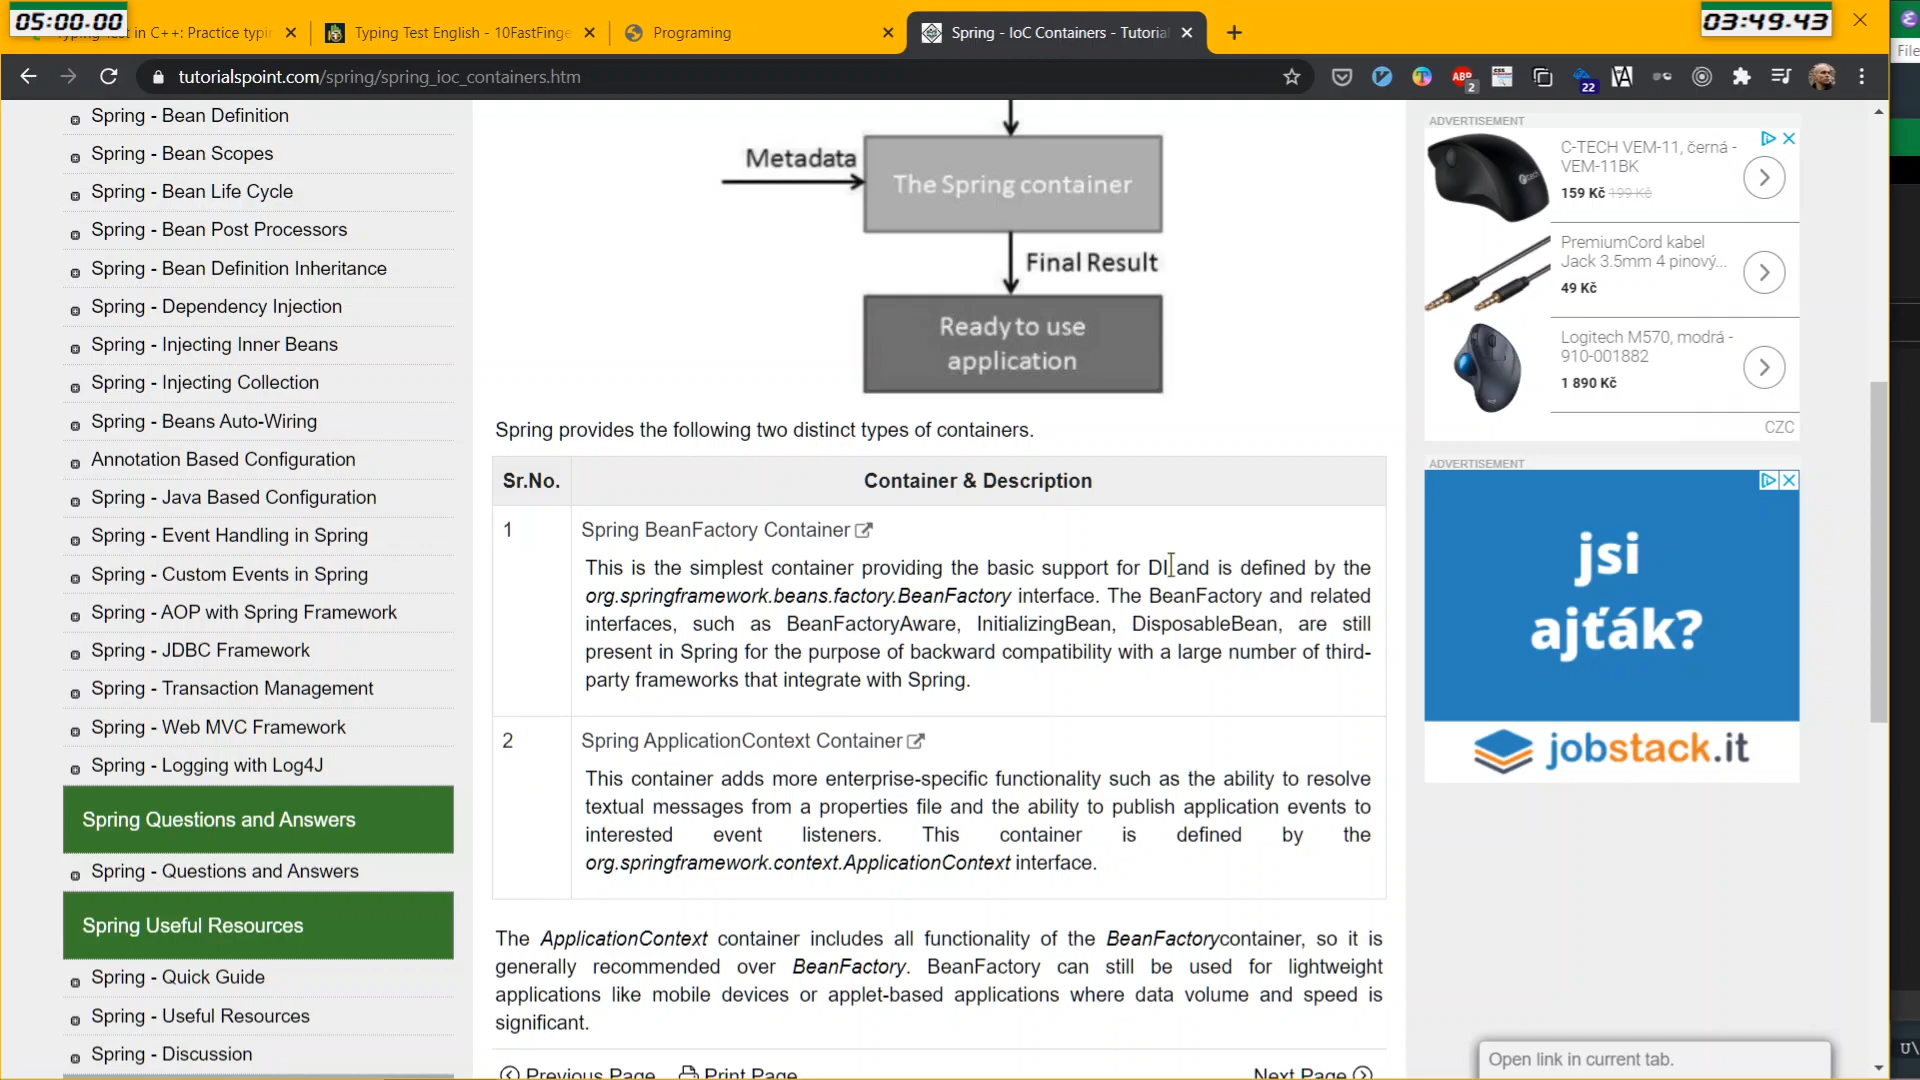 05:00.00
Typing Test in C++: Practice typin
Typing Test English - 10FastFinge
Programing
Spring - IoC Containers - Tutorial
03:49.43
File
tutorialspoint.com/spring/spring_ioc_containers.htm
ABP
2
22
Spring - Bean Definition
Spring - Bean Scopes
Spring - Bean Life Cycle
Spring - Bean Post Processors
Spring - Bean Definition Inheritance
Spring - Dependency Injection
Spring - Injecting Inner Beans
Spring - Injecting Collection
Spring - Beans Auto-Wiring
Annotation Based Configuration
Spring - Java Based Configuration
Spring - Event Handling in Spring
Spring - Custom Events in Spring
Spring - AOP with Spring Framework
Spring - JDBC Framework
Spring - Transaction Management
Spring - Web MVC Framework
Spring - Logging with Log4J
Spring Questions and Answers
Spring - Questions and Answers
Spring Useful Resources
Spring - Quick Guide
Spring - Useful Resources
Spring - Discussion
Metadata
The Spring container
Final Result
Ready to use
application
Spring provides the following two distinct types of containers.
Sr.No.
Container & Description
1
Spring BeanFactory Container
This is the simplest container providing the basic support for DI and is defined by the
org.springframework.beans.factory.BeanFactory interface. The BeanFactory and related
interfaces, such as BeanFactoryAware, InitializingBean, DisposableBean, are still
present in Spring for the purpose of backward compatibility with a large number of third-
party frameworks that integrate with Spring.
2
Spring ApplicationContext Container
This container adds more enterprise-specific functionality such as the ability to resolve
textual messages from a properties file and the ability to publish application events to
interested event listeners. This container is defined by the
org.springframework.context.ApplicationContext interface.
The ApplicationContext container includes all functionality of the BeanFactorycontainer, so it is
generally recommended over BeanFactory. BeanFactory can still be used for lightweight
applications like mobile devices or applet-based applications where data volume and speed is
significant.
Previous Page
Print Page
Next Page
ADVERTISEMENT
C-TECH VEM-11, černá -
VEM-11BK
159 Kč 199 Kč
PremiumCord kabel
Jack 3.5mm 4 pinový...
49 Kč
Logitech M570, modrá -
910-001882
1 890 Kč
CZC
ADVERTISEMENT
jsi
ajťák?
jobstack.it
Open link in current tab.
U\